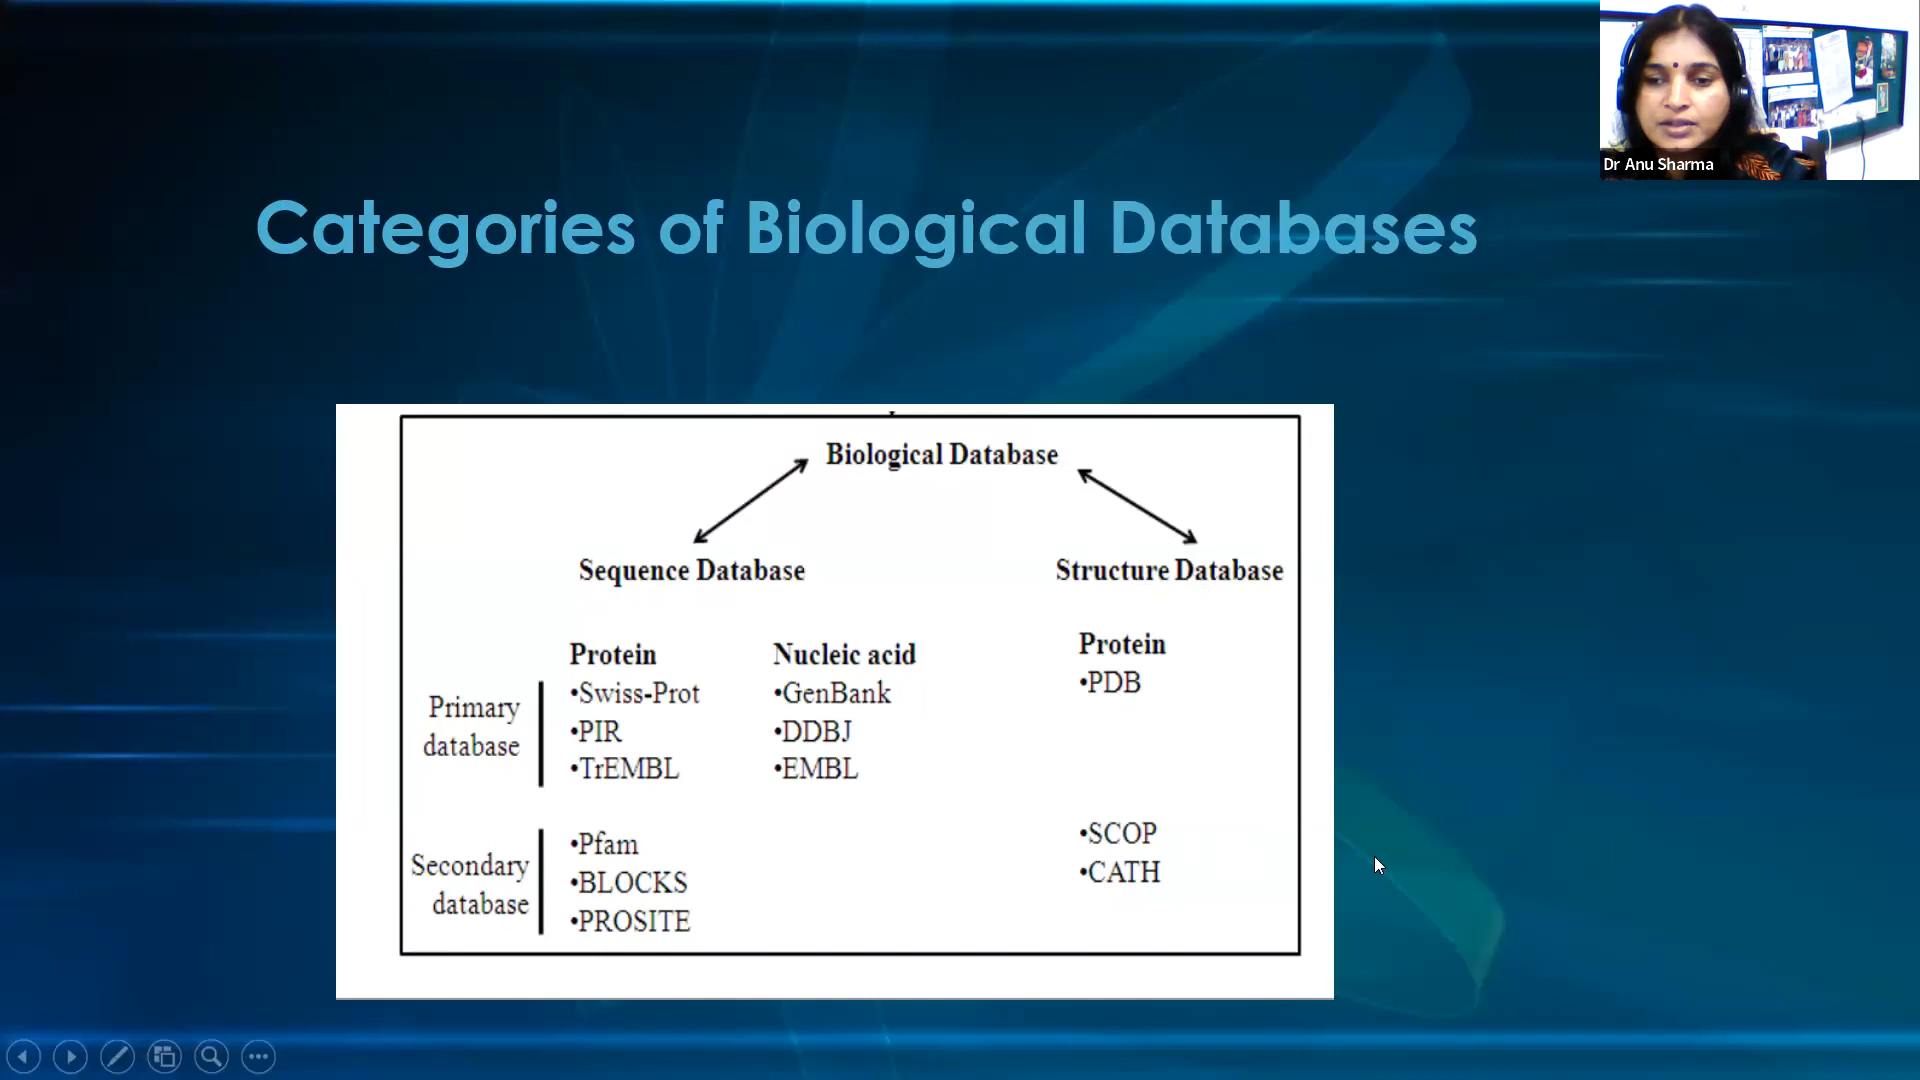 Dr Anu Sharma
Categories of Biological Databases
Biological Database
Sequence Database
Structure Database
Protein
Nucleic acid
Protein
Primary database
•Swiss-Prot
•PIR
•TrEMBL
•GenBank
•DDBJ
•EMBL
•PDB
Secondary database
•Pfam
•BLOCKS
•PROSITE
•SCOP
•CATH